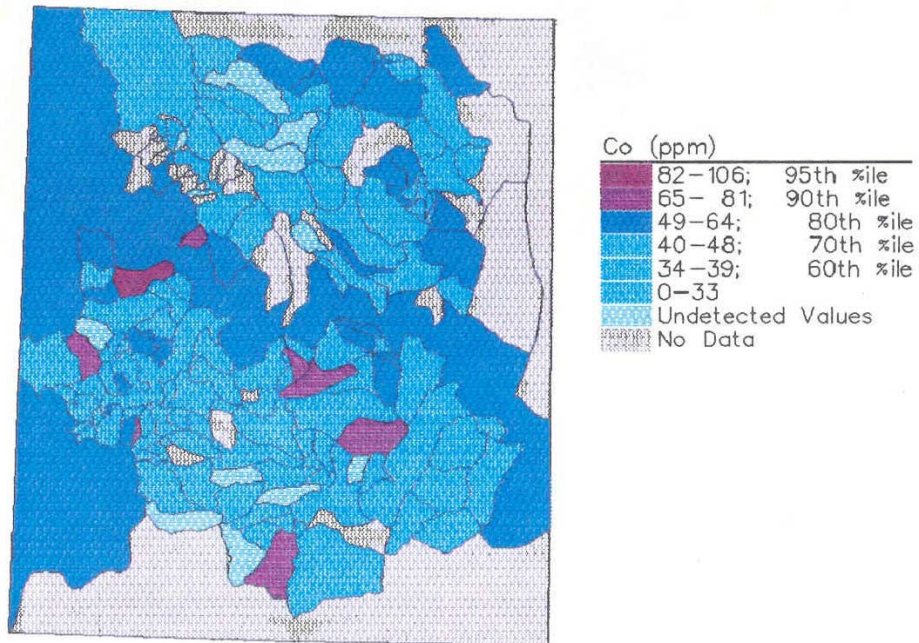 Co (ppm)
82-106; 95th %ile
65- 81; 90th %ile
49-64; 80th %ile
40-48; 70th %ile
34-39; 60th %ile
0-33
Undetected Values
No Data